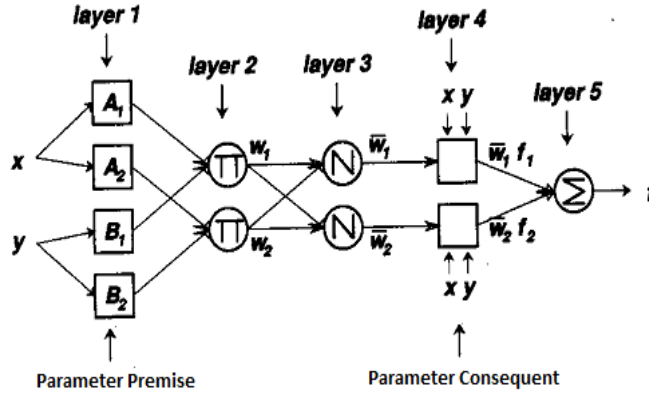 layer 1
layer 2
layer 3
layer 4
layer 5
x y
A₁
A₂
B₁
B₂
x
y
Π
Π
w₁
w₂
N
N
w̅₁
w̅₂
w̅₁ f₁
w̅₂ f₂
Σ
x y
Parameter Premise
Parameter Consequent